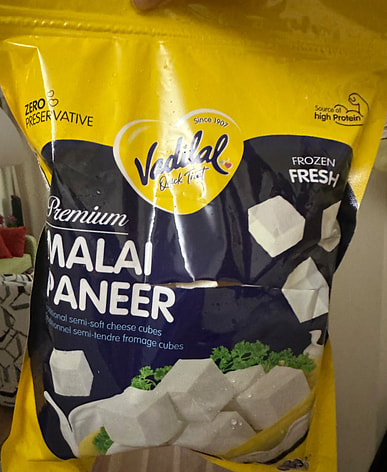 ZERO
PRESERVATIVE
Since 1907
Vadilal
Quick Treat
Source of
high Protein
FROZEN
FRESH
Premium
MALAI
PANEER
semi-soft cheese cubes
semi-tendre fromage cubes